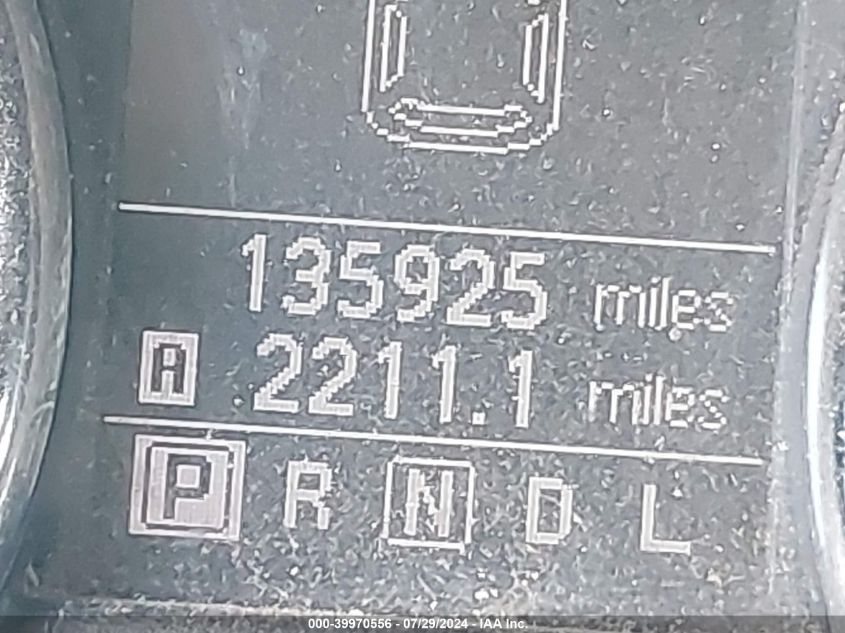 135925 miles
A 2211.1 miles
P R N D L
000-39970556 - 07/29/2024 - IAA Inc.